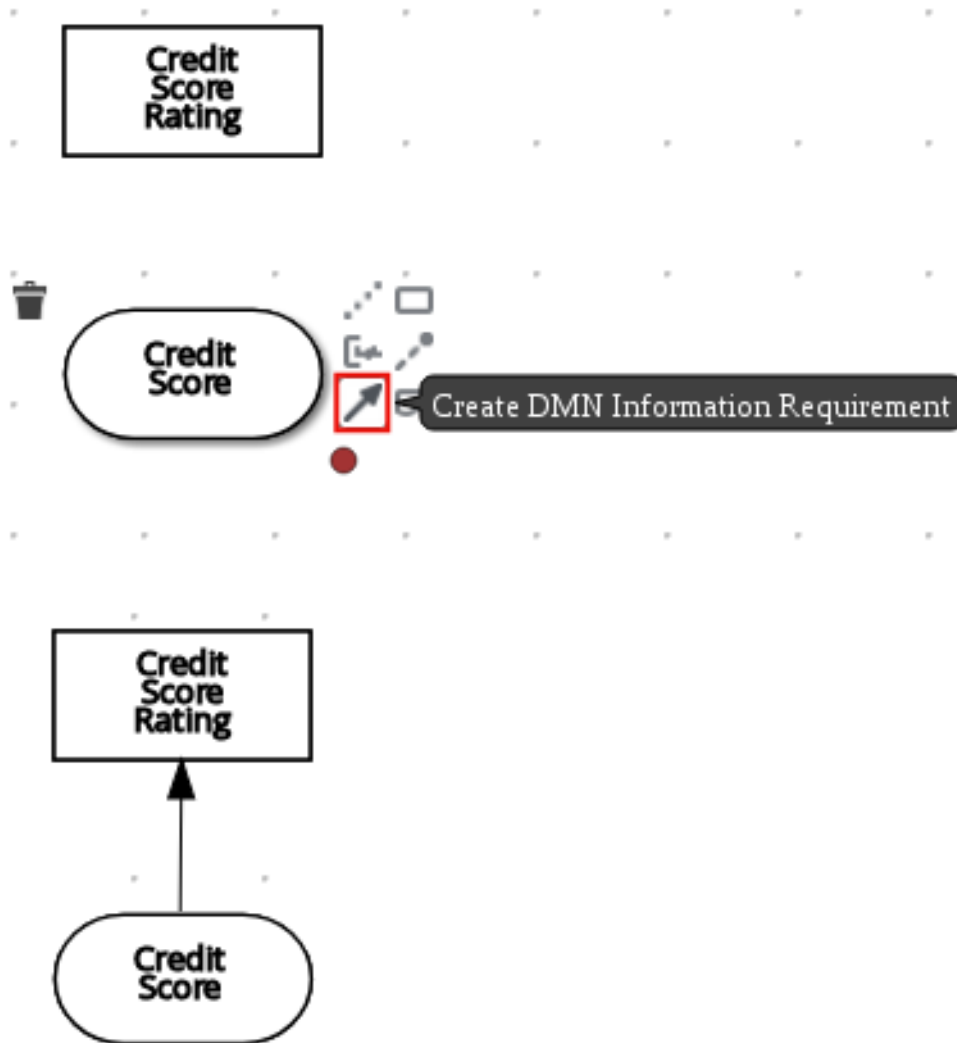 Credit
Score
Rating
Credit
Score
Create DMN Information Requirement
Credit
Score
Rating
Credit
Score